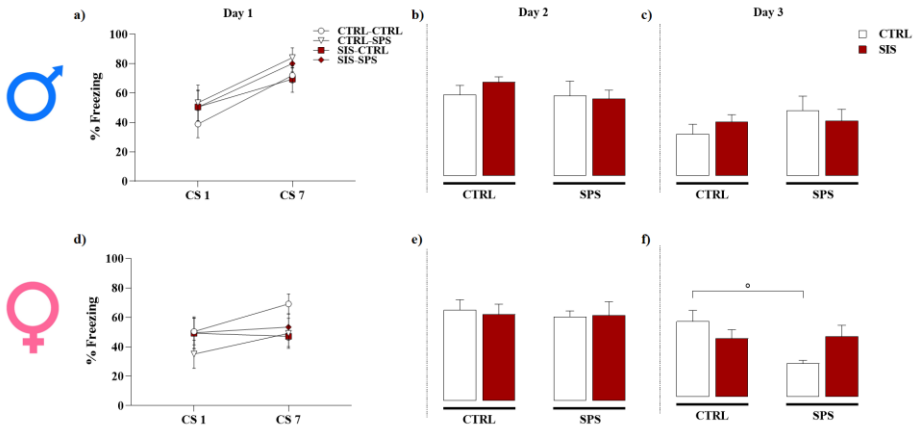 a) Day 1 b) Day 2 c) Day 3
CTRL-CTRL
CTRL-SPS
SIS-CTRL
SIS-SPS
CTRL
SIS
% Freezing
100
80
60
40
20
0
CS 1 CS 7
CTRL SPS
CTRL SPS
d) e) f)
% Freezing
100
80
60
40
20
0
CS 1 CS 7
CTRL SPS
CTRL SPS